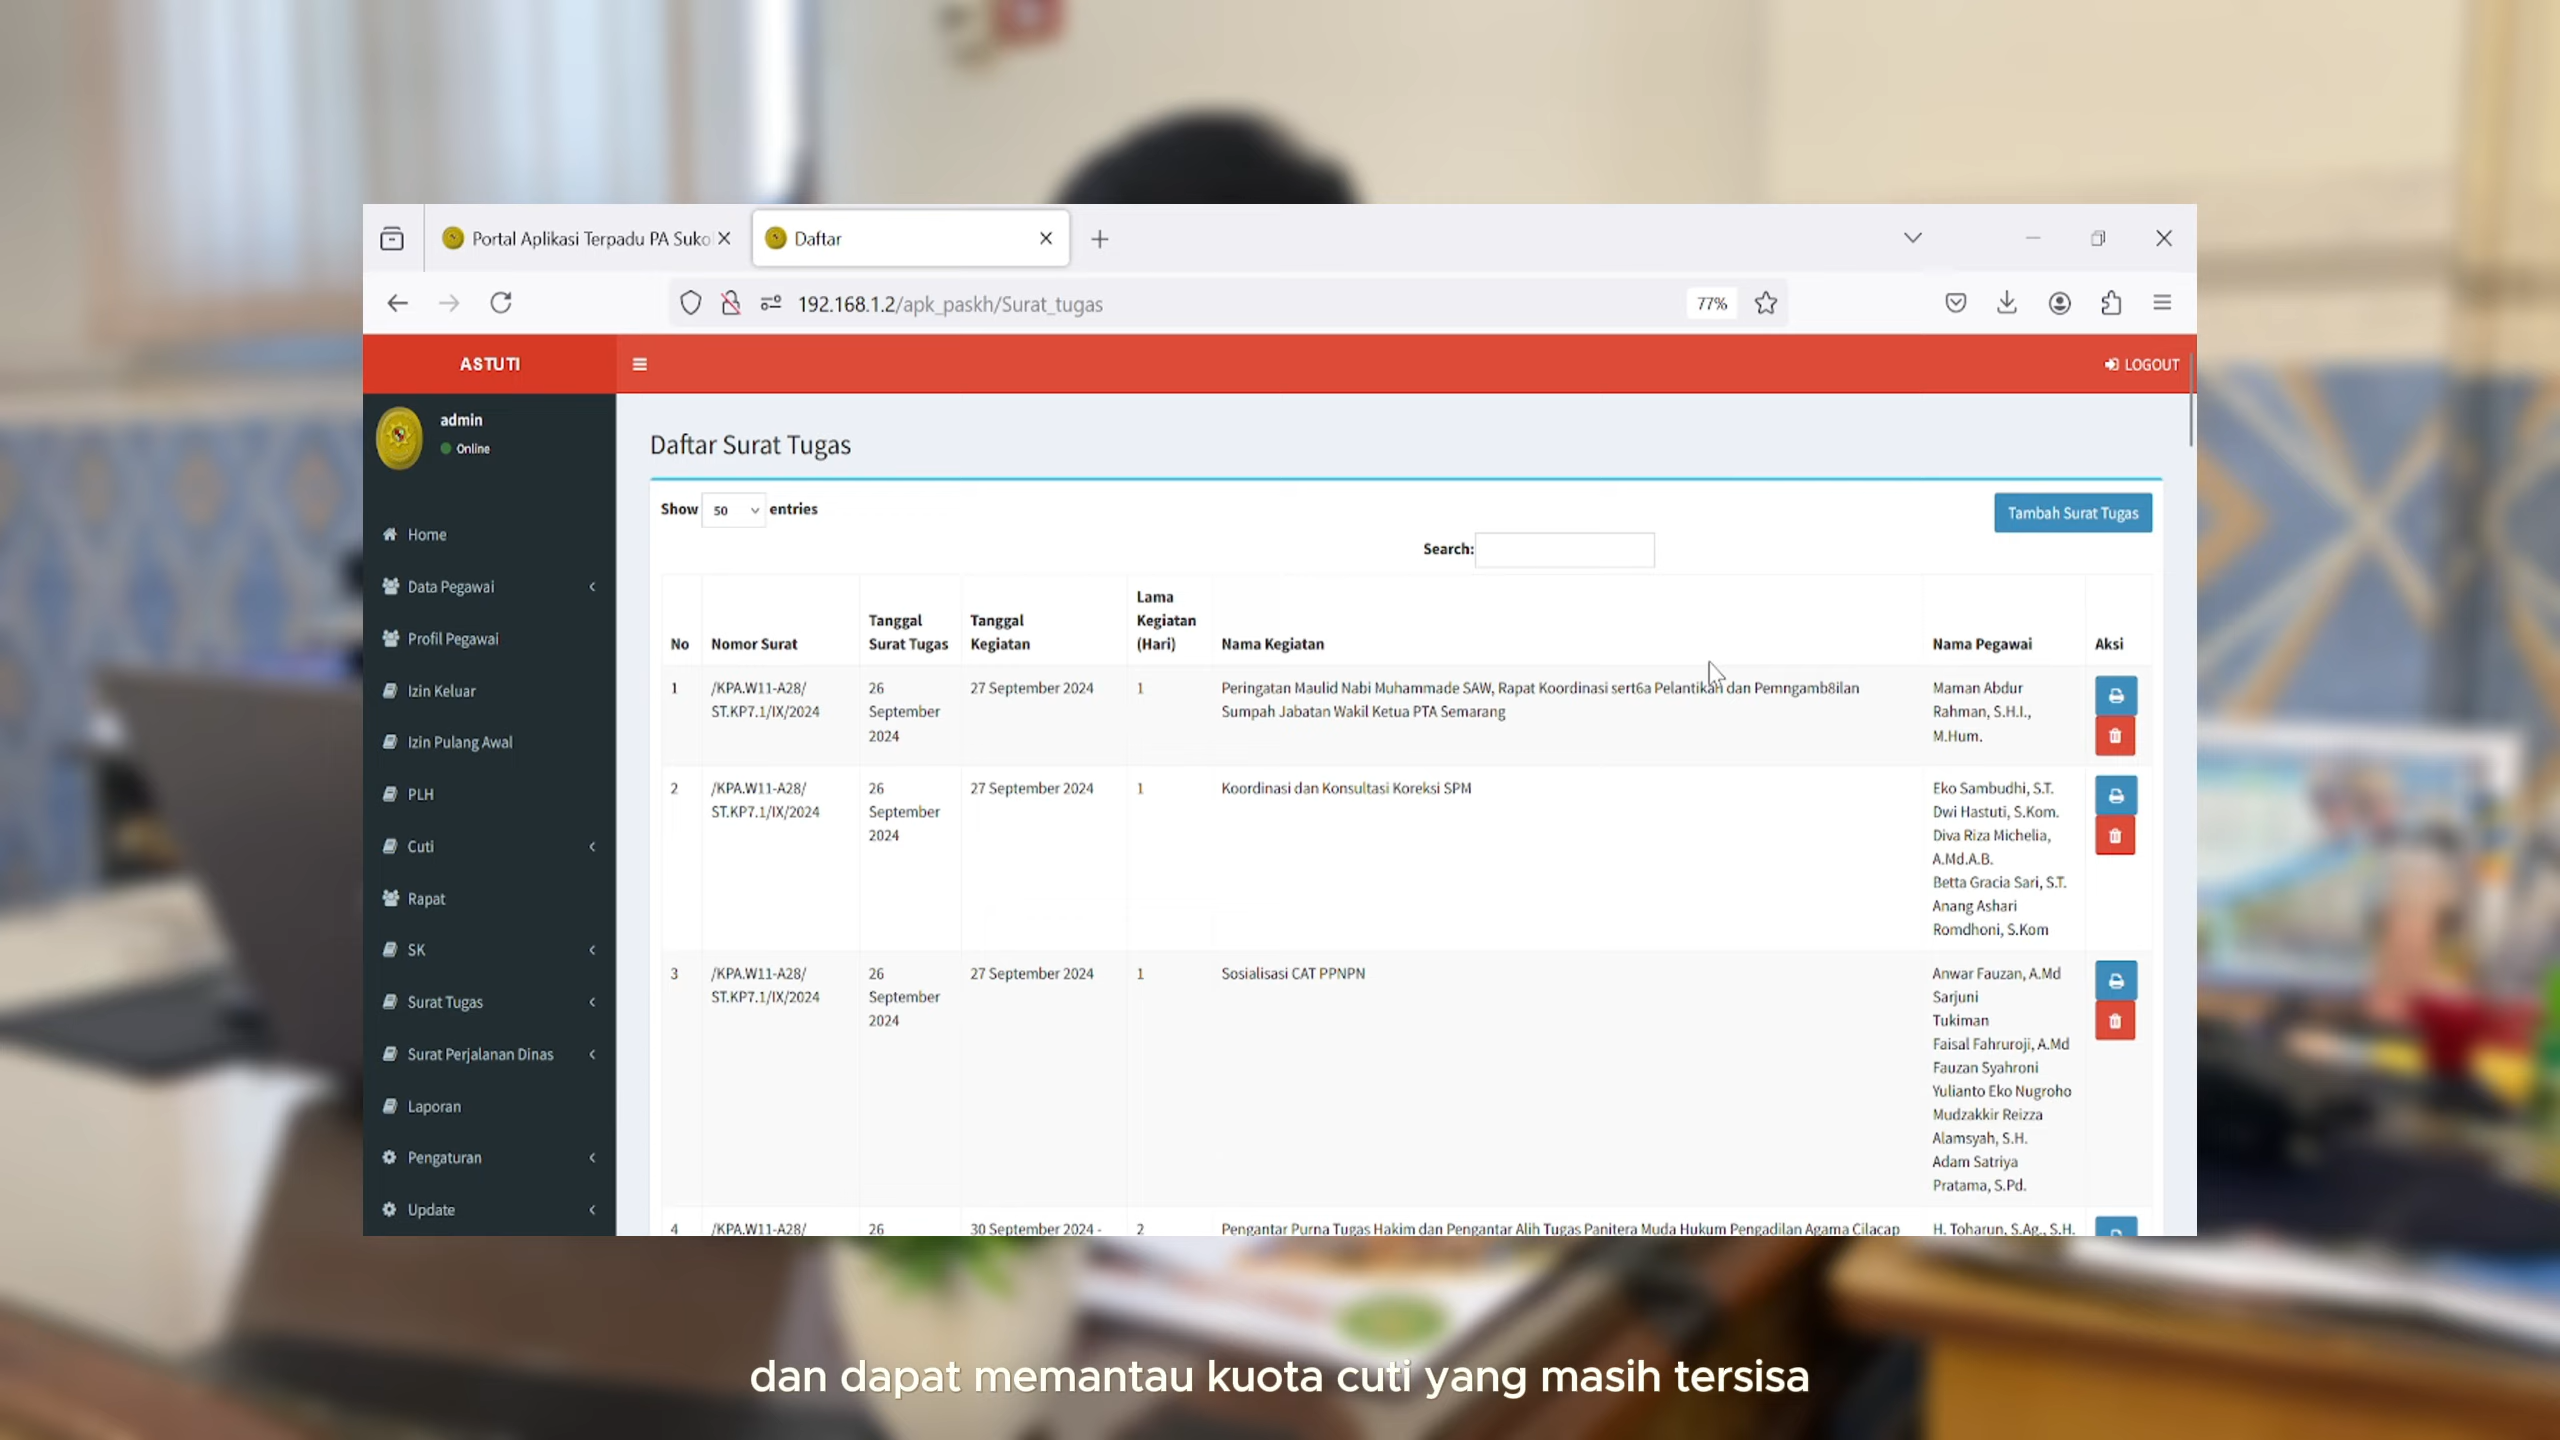 Portal Aplikasi Terpadu PA Suko
Daftar
192.168.1.2/apk_paskh/Surat_tugas
77%
ASTUTI
LOGOUT
admin
Online
Home
Data Pegawai
Profil Pegawai
Izin Keluar
Izin Pulang Awal
PLH
Cuti
Rapat
SK
Surat Tugas
Surat Perjalanan Dinas
Laporan
Pengaturan
Update
Daftar Surat Tugas
Show 50 entries
Tambah Surat Tugas
Search:
No
Nomor Surat
Tanggal
Surat Tugas
Tanggal
Kegiatan
Lama
Kegiatan
(Hari)
Nama Kegiatan
Nama Pegawai
Aksi
1
/KPA.W11-A28/
ST.KP7.1/IX/2024
26
September
2024
27 September 2024
1
Peringatan Maulid Nabi Muhammade SAW, Rapat Koordinasi sert6a Pelantikan dan Pemngamb8ilan
Sumpah Jabatan Wakil Ketua PTA Semarang
Maman Abdur
Rahman, S.H.I.,
M.Hum.
2
/KPA.W11-A28/
ST.KP7.1/IX/2024
26
September
2024
27 September 2024
1
Koordinasi dan Konsultasi Koreksi SPM
Eko Sambudhi, S.T.
Dwi Hastuti, S.Kom.
Diva Riza Michelia,
A.Md.A.B.
Betta Gracia Sari, S.T.
Anang Ashari
Romdhoni, S.Kom
3
/KPA.W11-A28/
ST.KP7.1/IX/2024
26
September
2024
27 September 2024
1
Sosialisasi CAT PPNPN
Anwar Fauzan, A.Md
Sarjuni
Tukiman
Faisal Fahruroji, A.Md
Fauzan Syahroni
Yulianto Eko Nugroho
Mudzakkir Reizza
Alamsyah, S.H.
Adam Satriya
Pratama, S.Pd.
4
/KPA.W11-A28/
26
30 September 2024 -
2
Pengantar Purna Tugas Hakim dan Pengantar Alih Tugas Panitera Muda Hukum Pengadilan Agama Cilacap
H. Toharun, S.Ag., S.H.
dan dapat memantau kuota cuti yang masih tersisa